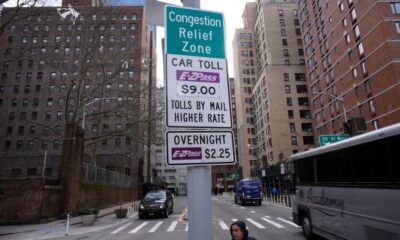 Congestion
Relief
Zone
CAR TOLL
E-ZPass
$9.00
TOLLS BY MAIL
HIGHER RATE
OVERNIGHT
E-ZPass $2.25